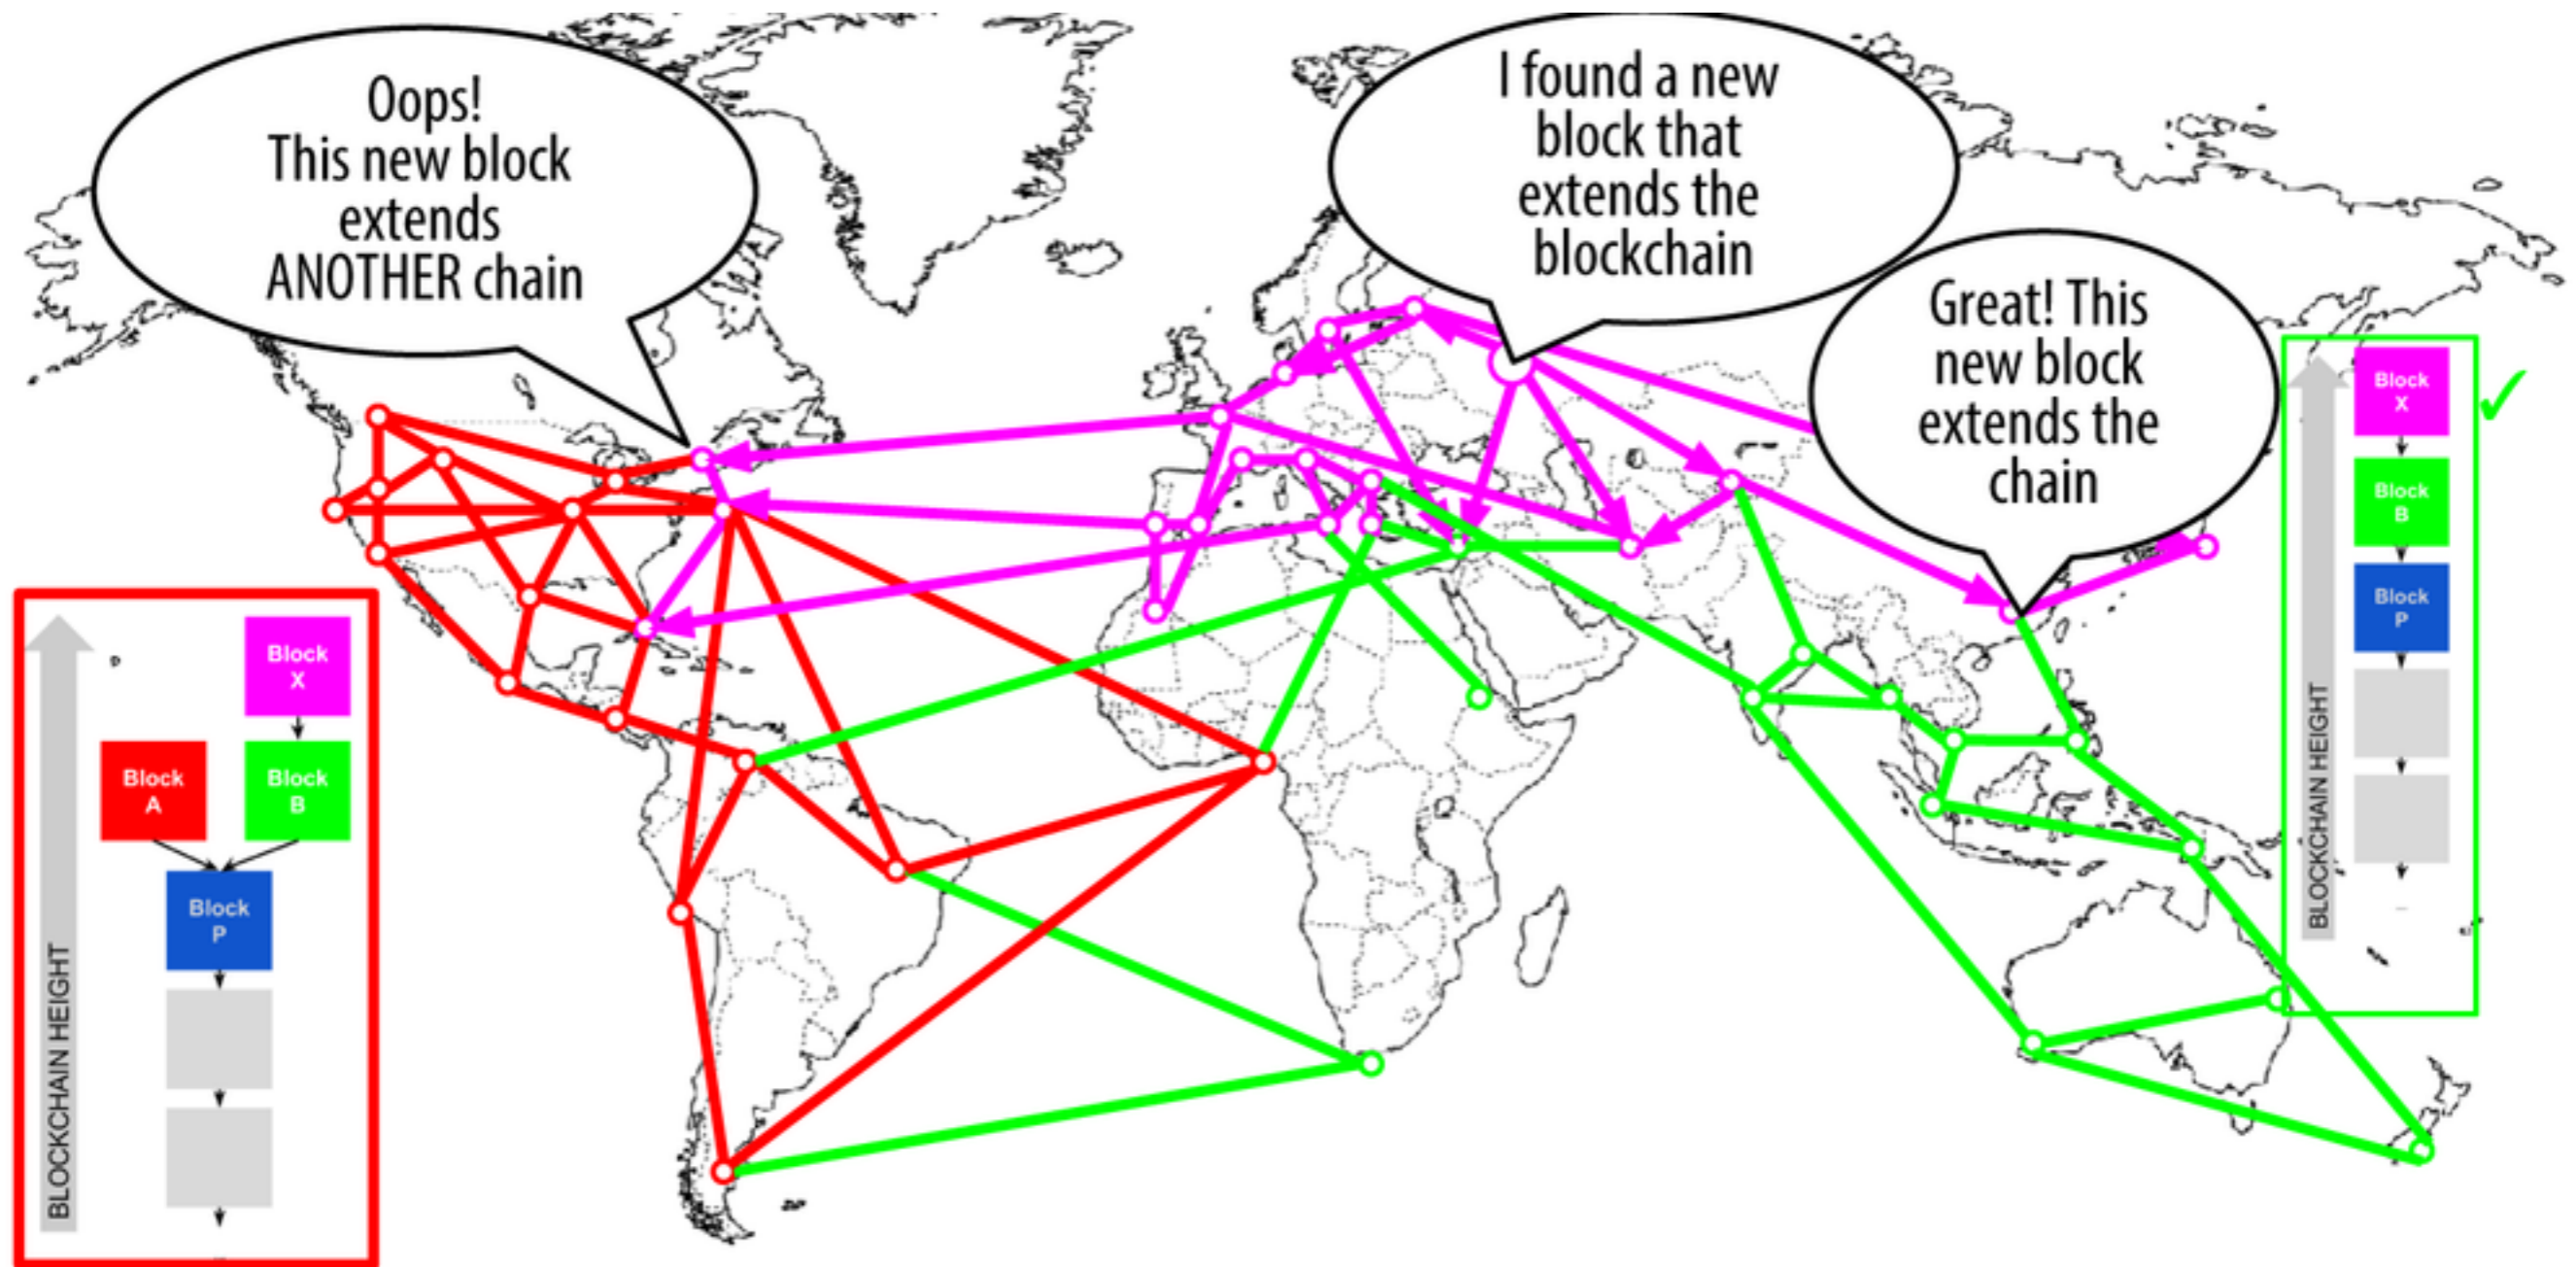 Oops!
This new block
extends
ANOTHER chain
I found a new
block that
extends the
blockchain
Great! This
new block
extends the
chain
BLOCKCHAIN HEIGHT
Block
X
Block
A
Block
B
Block
P
BLOCKCHAIN HEIGHT
Block
X
Block
B
Block
P